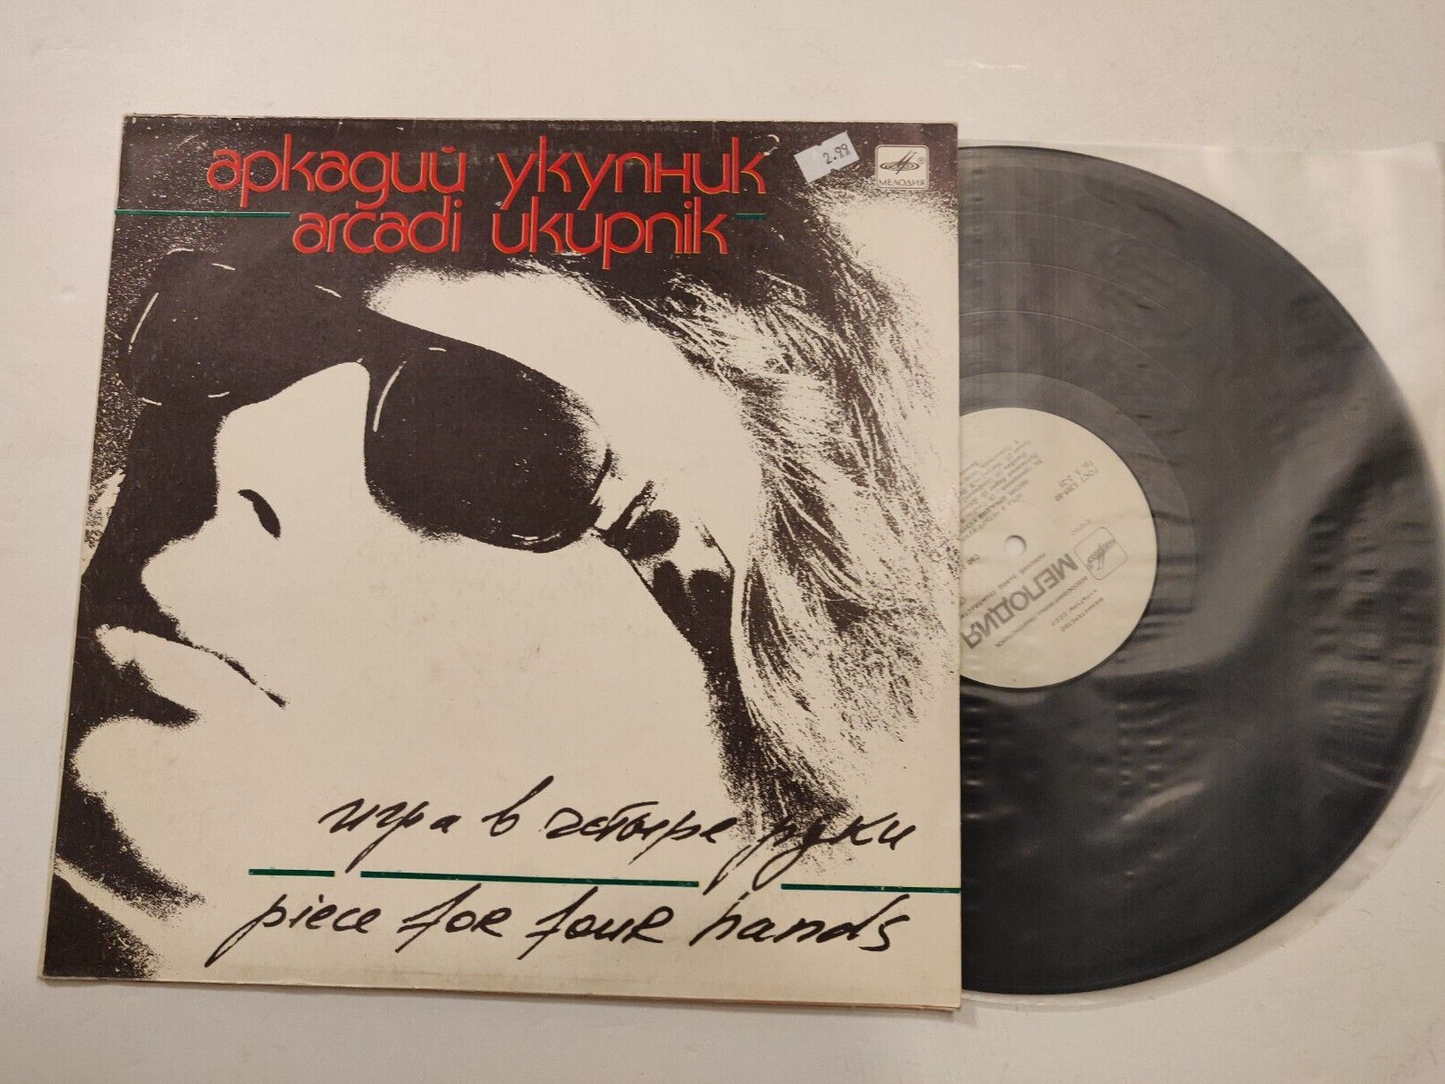 аркадий укупник
arcadi ukupnik
2.99
МЕЛОДИЯ
игра в четыре руки
piece for four hands
МЕЛОДИЯ